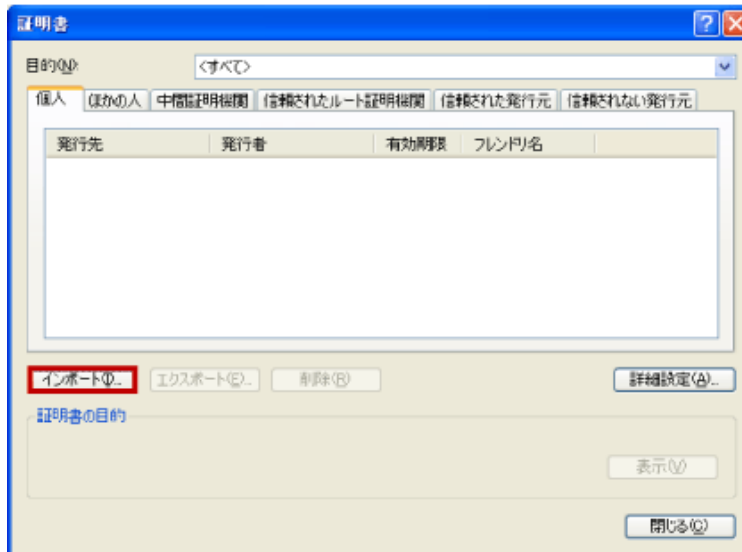 証明書
目的(N): <すべて>
個人 ほかの人 中間証明機関 信頼されたルート証明機関 信頼された発行元 信頼されない発行元
発行先 発行者 有効期限 フレンドリ名
インポート(I)... エクスポート(E)... 削除(R) 詳細設定(A)...
証明書の目的
表示(V)
閉じる(C)